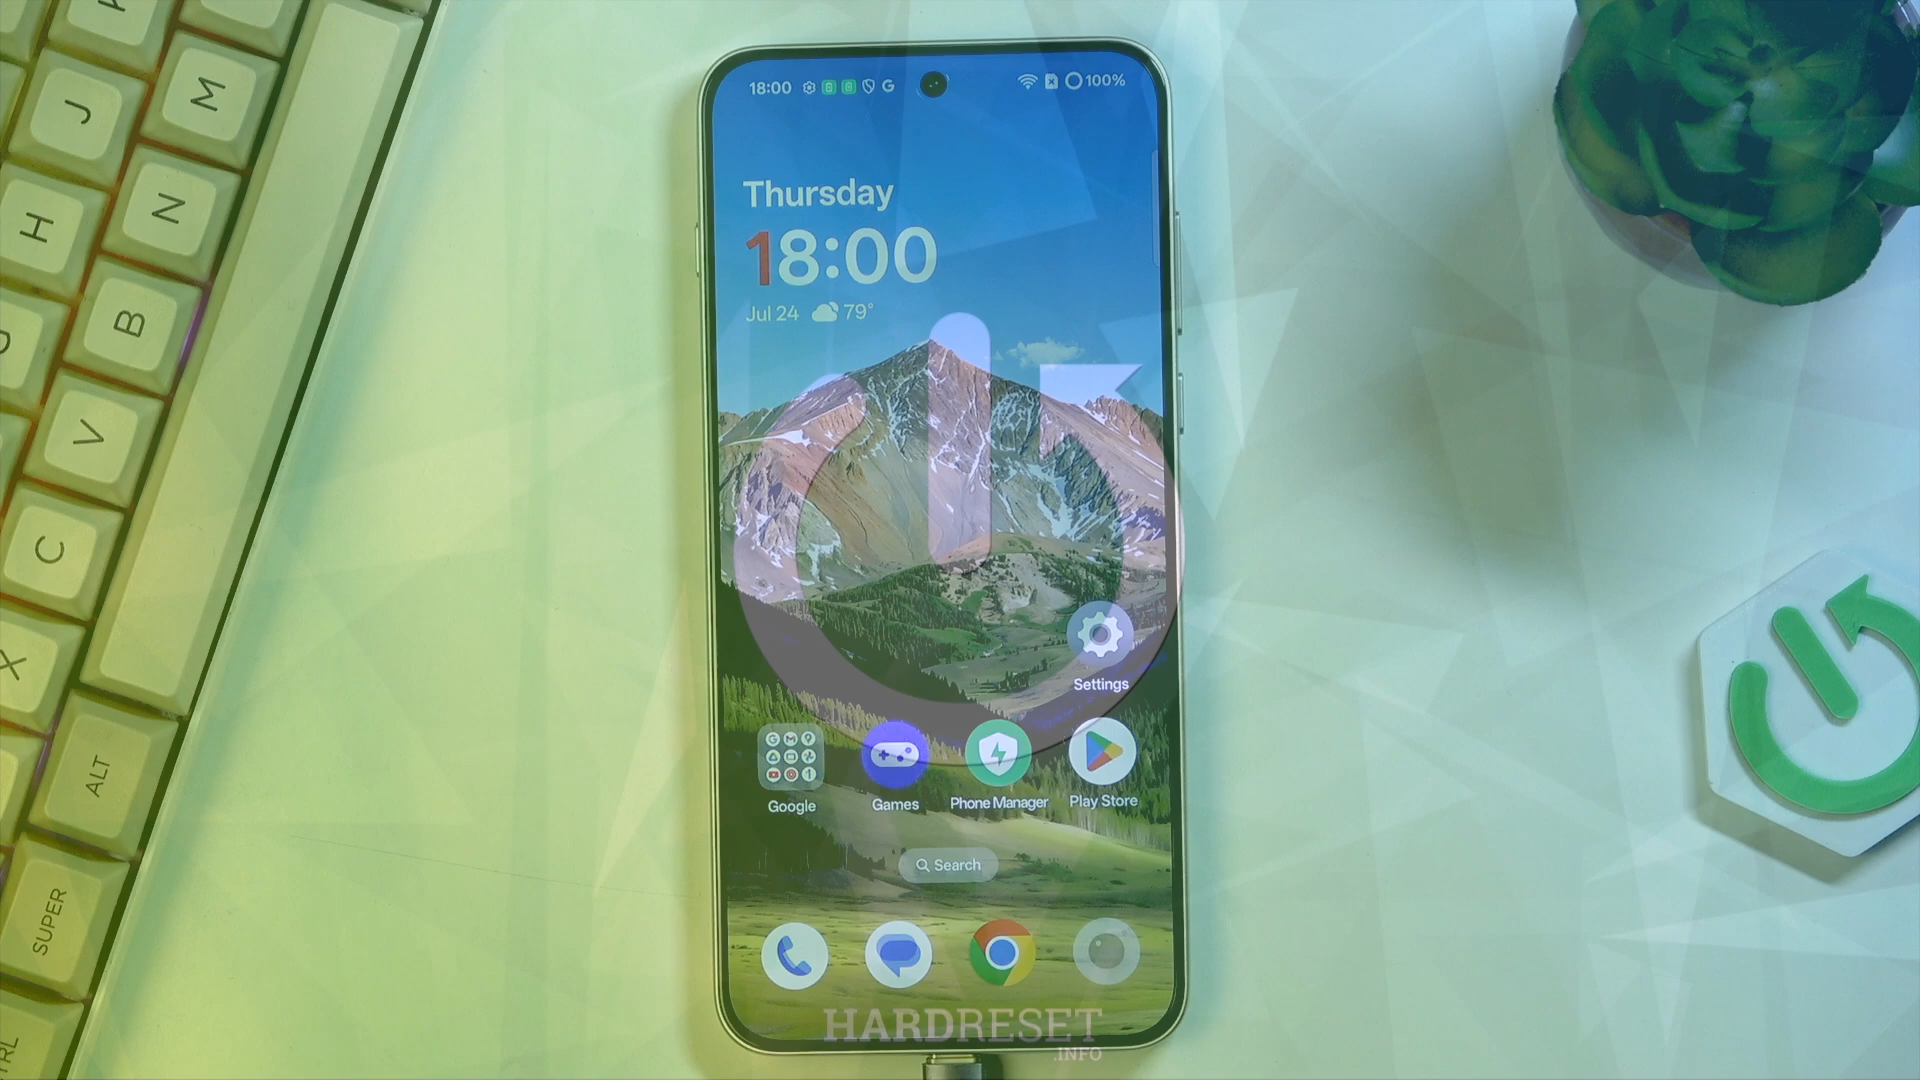 18:00
100%
Thursday
18:00
Jul 24 79°
Settings
Google
Games
Phone Manager
Play Store
Search
HARDRESET
.INFO
J
M
H
N
B
V
C
X
ALT
SUPER